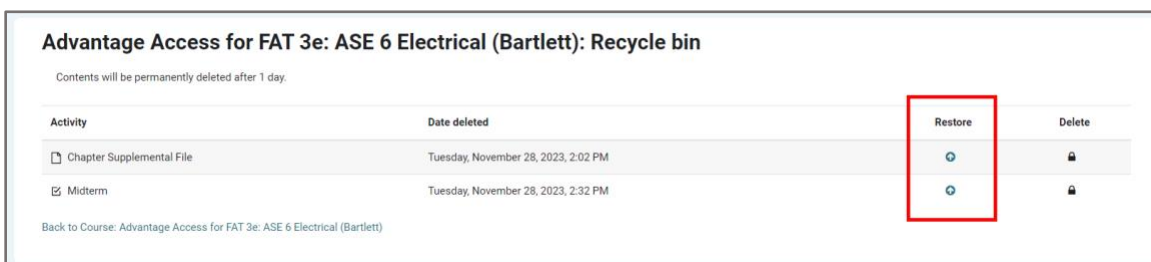 Advantage Access for FAT 3e: ASE 6 Electrical (Bartlett): Recycle bin
Contents will be permanently deleted after 1 day.
Activity Date deleted Restore Delete
Chapter Supplemental File Tuesday, November 28, 2023, 2:02 PM
Midterm Tuesday, November 28, 2023, 2:32 PM
Back to Course: Advantage Access for FAT 3e: ASE 6 Electrical (Bartlett)